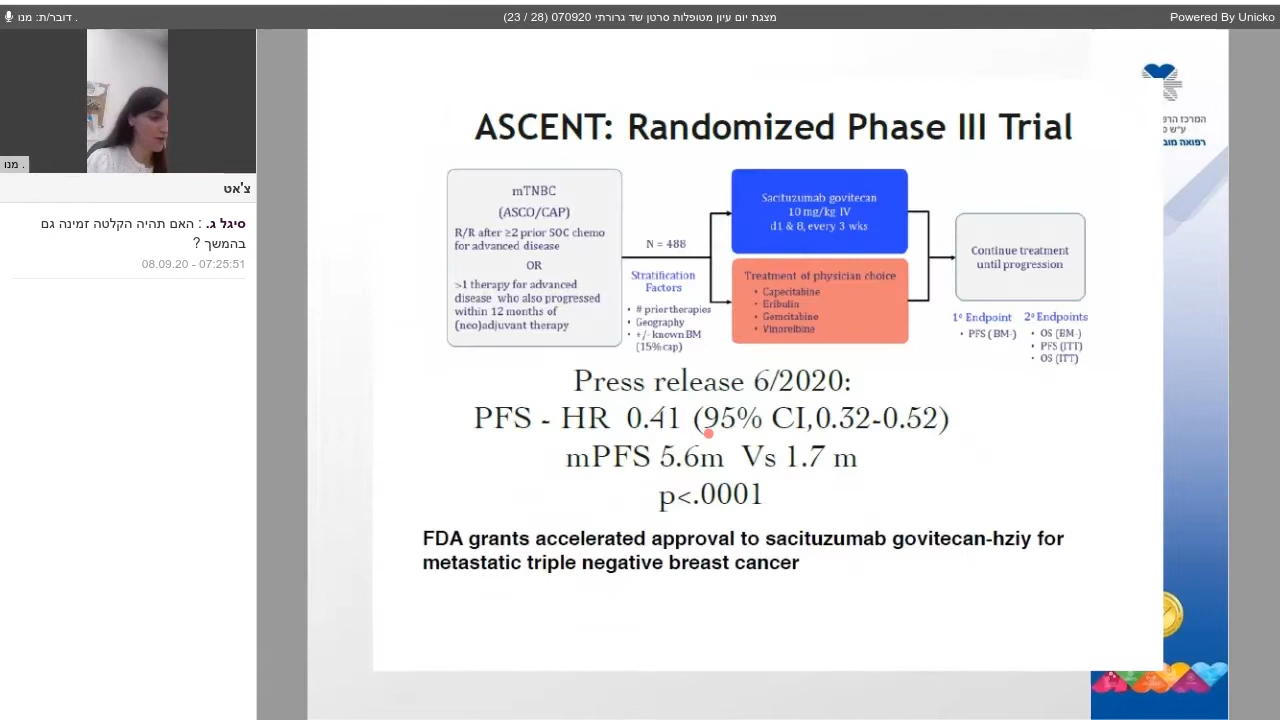 דובר/ת: מנו .
מצגת יום עיון מטופלות סרטן שד גרורתי 070920 (28 / 23)
Powered By Unicko
מנו .
צ'אט
סיגל ג. : האם תהיה הקלטה זמינה גם
בהמשך ?
08.09.20 - 07:25:51
ASCENT: Randomized Phase III Trial
mTNBC
(ASCO/CAP)
R/R after ≥2 prior SOC chemo
for advanced disease
OR
>1 therapy for advanced
disease who also progressed
within 12 months of
(neo)adjuvant therapy
N = 488
Stratification
Factors
• # prior therapies
• Geography
• +/- known BM
(15% cap)
Sacituzumab govitecan
10 mg/kg IV
d1 & 8, every 3 wks
Treatment of physician choice
• Capecitabine
• Eribulin
• Gemcitabine
• Vinorelbine
Continue treatment
until progression
1° Endpoint
• PFS (BM-)
2° Endpoints
• OS (BM-)
• PFS (ITT)
• OS (ITT)
Press release 6/2020:
PFS - HR 0.41 (95% CI,0.32-0.52)
mPFS 5.6m Vs 1.7 m
p<.0001
FDA grants accelerated approval to sacituzumab govitecan-hziy for
metastatic triple negative breast cancer
המרכז
ע"ש
רפואה